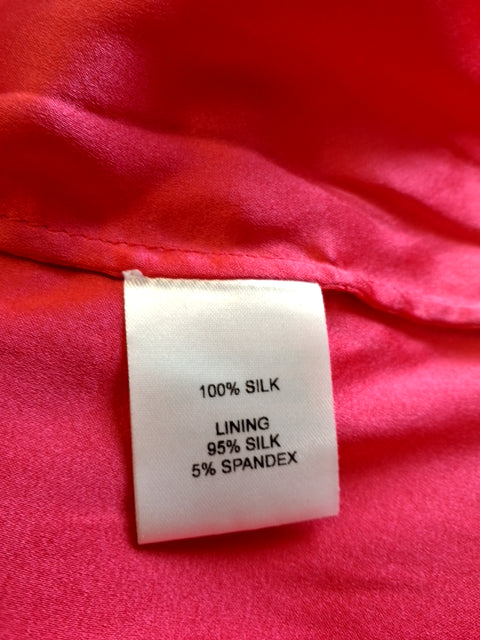 100% SILK
LINING
95% SILK
5% SPANDEX